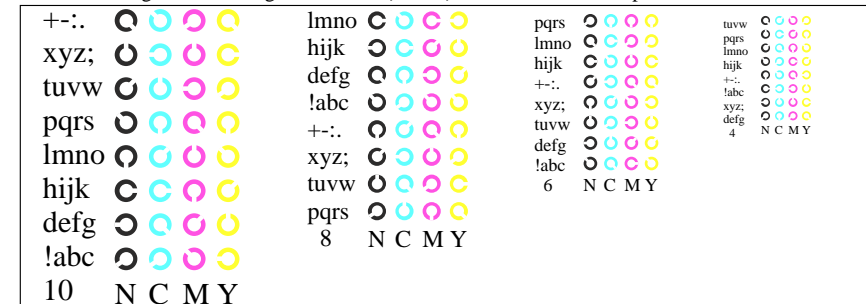 +-:.
xyz;
tuvw
pqrs
lmno
hijk
defg
!abc
10 N C M Y
lmno
hijk
defg
!abc
+-:.
xyz;
tuvw
pqrs
8 N C M Y
pqrs
lmno
hijk
+-:.
xyz;
tuvw
defg
!abc
6 N C M Y
tuvw
pqrs
lmno
hijk
+-:.
!abc
xyz;
defg
4 N C M Y